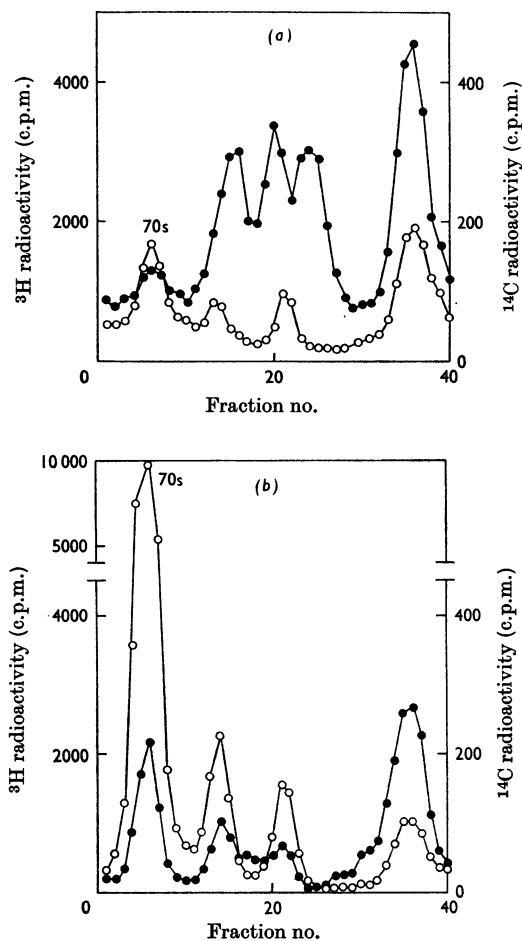 (a)
³H radioactivity (c.p.m.)
¹⁴C radioactivity (c.p.m.)
4000
2000
0
400
200
0
70s
20
40
Fraction no.
(b)
³H radioactivity (c.p.m.)
¹⁴C radioactivity (c.p.m.)
10 000
5000
4000
2000
0
400
200
0
70s
20
40
Fraction no.